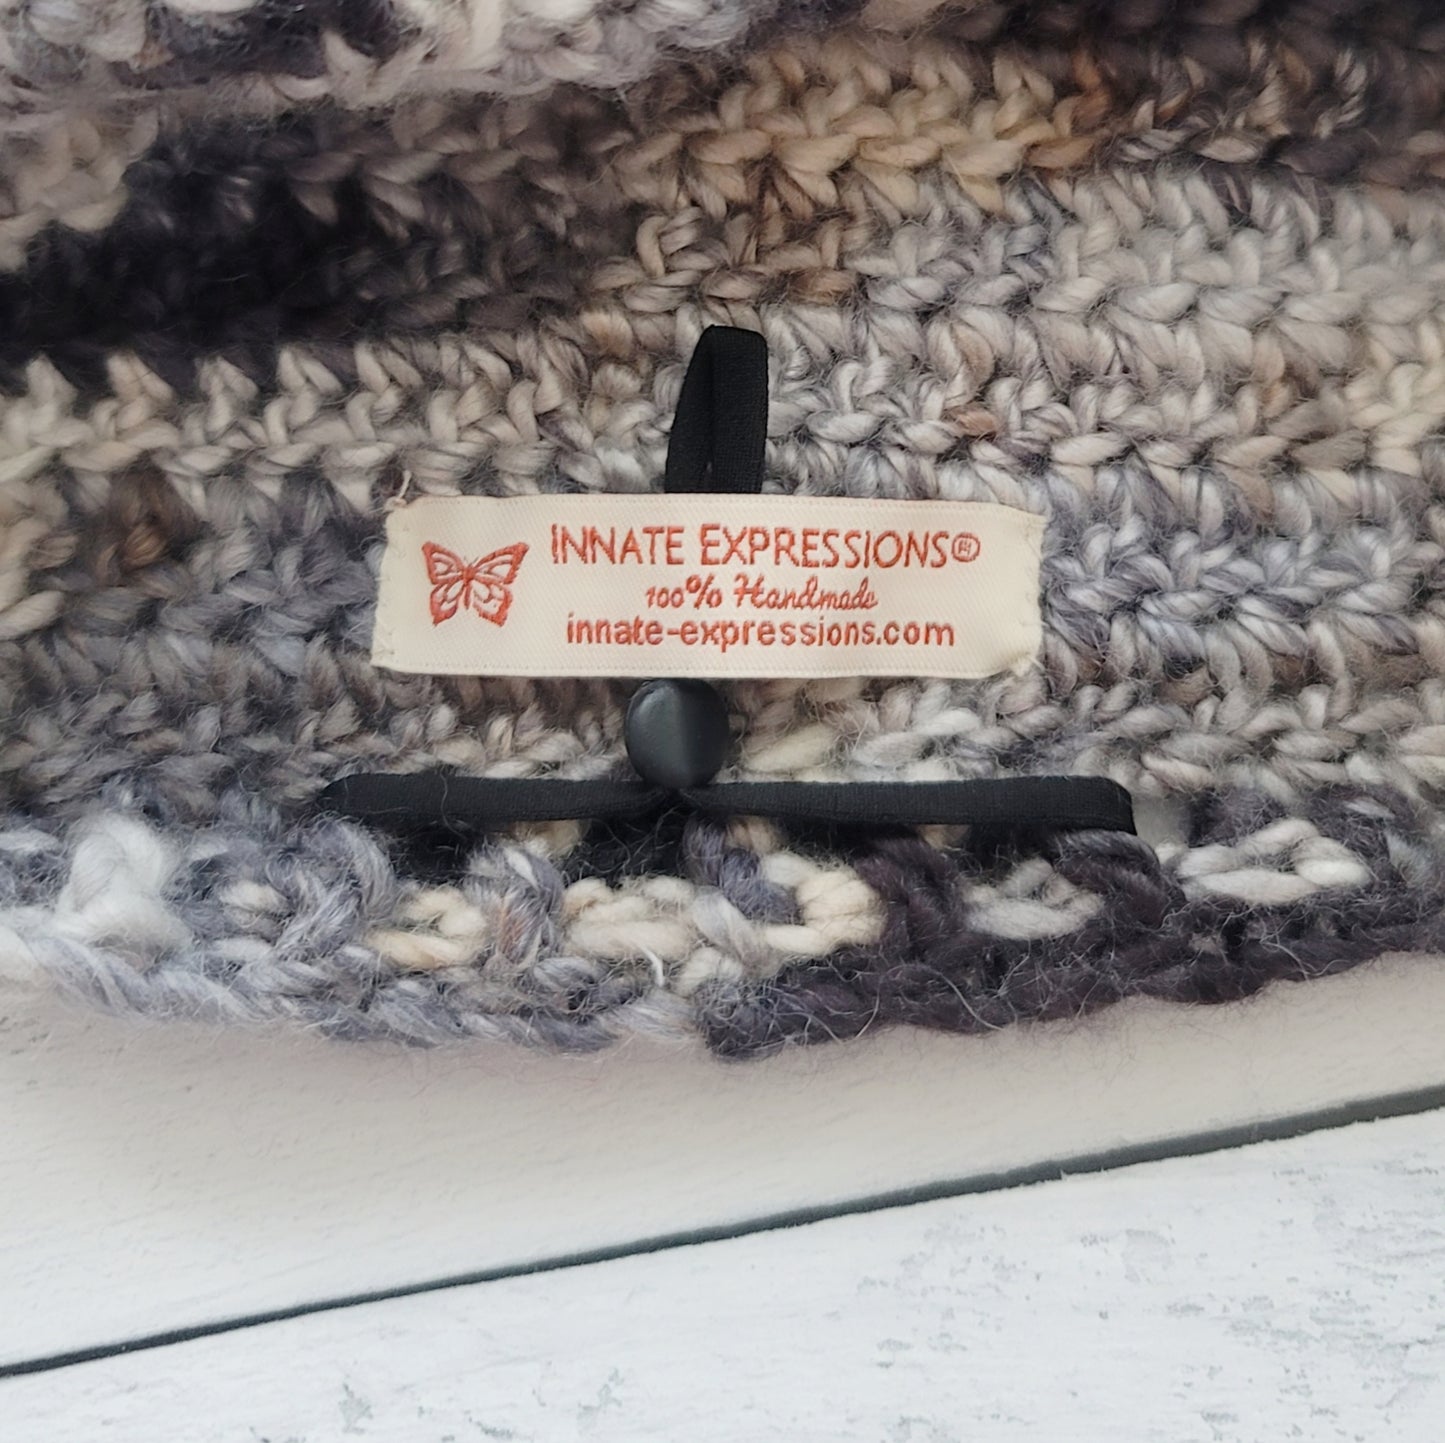 INNATE EXPRESSIONS®
100% Handmade
innate-expressions.com